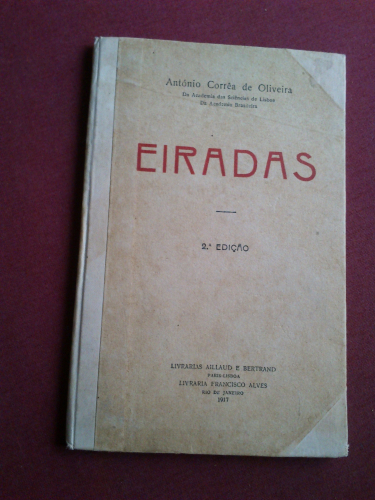 António Corrêa de Oliveira
Da Academia das Sciências de Lisboa
Da Academia Brasileira
EIRADAS
2.ª EDIÇÃO
LIVRARIAS AILLAUD E BERTRAND
PARIS-LISBOA
LIVRARIA FRANCISCO ALVES
RIO DE JANEIRO
1917